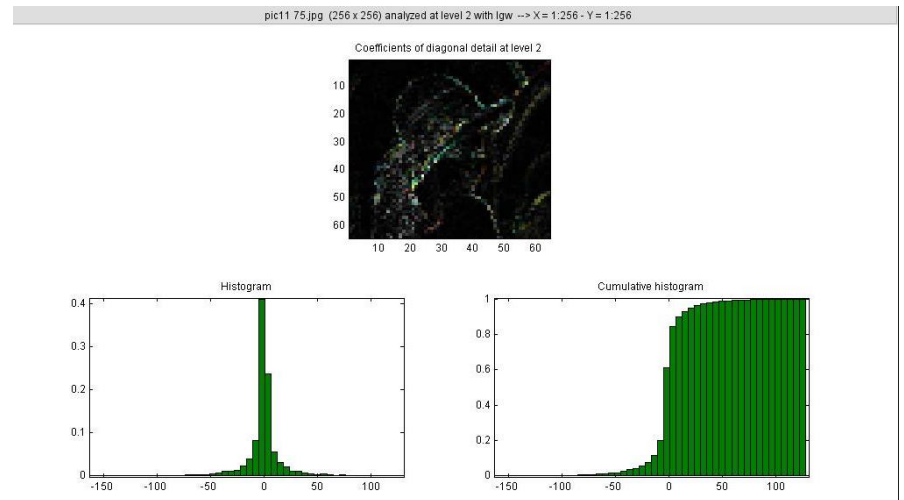 pic11 75.jpg (256 x 256) analyzed at level 2 with lgw --> X = 1:256 - Y = 1:256
Coefficients of diagonal detail at level 2
10
20
30
40
50
60
10 20 30 40 50 60
Histogram
0.4
0.3
0.2
0.1
0
-150 -100 -50 0 50 100
Cumulative histogram
1
0.8
0.6
0.4
0.2
0
-150 -100 -50 0 50 100